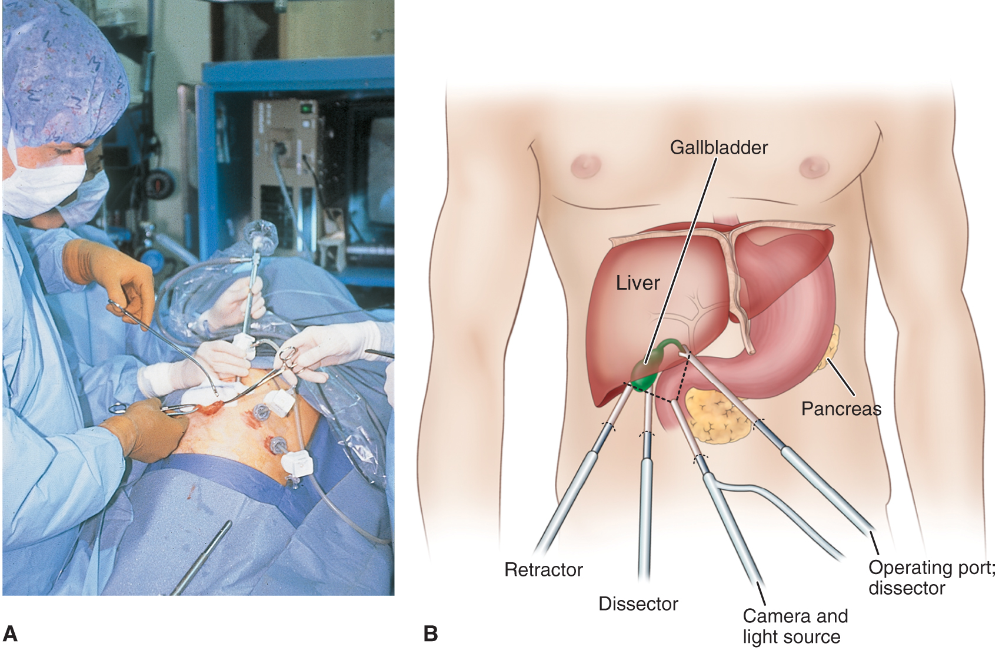 Gallbladder
Liver
Pancreas
Retractor
Operating port;
dissector
Dissector
Camera and
light source
A
B